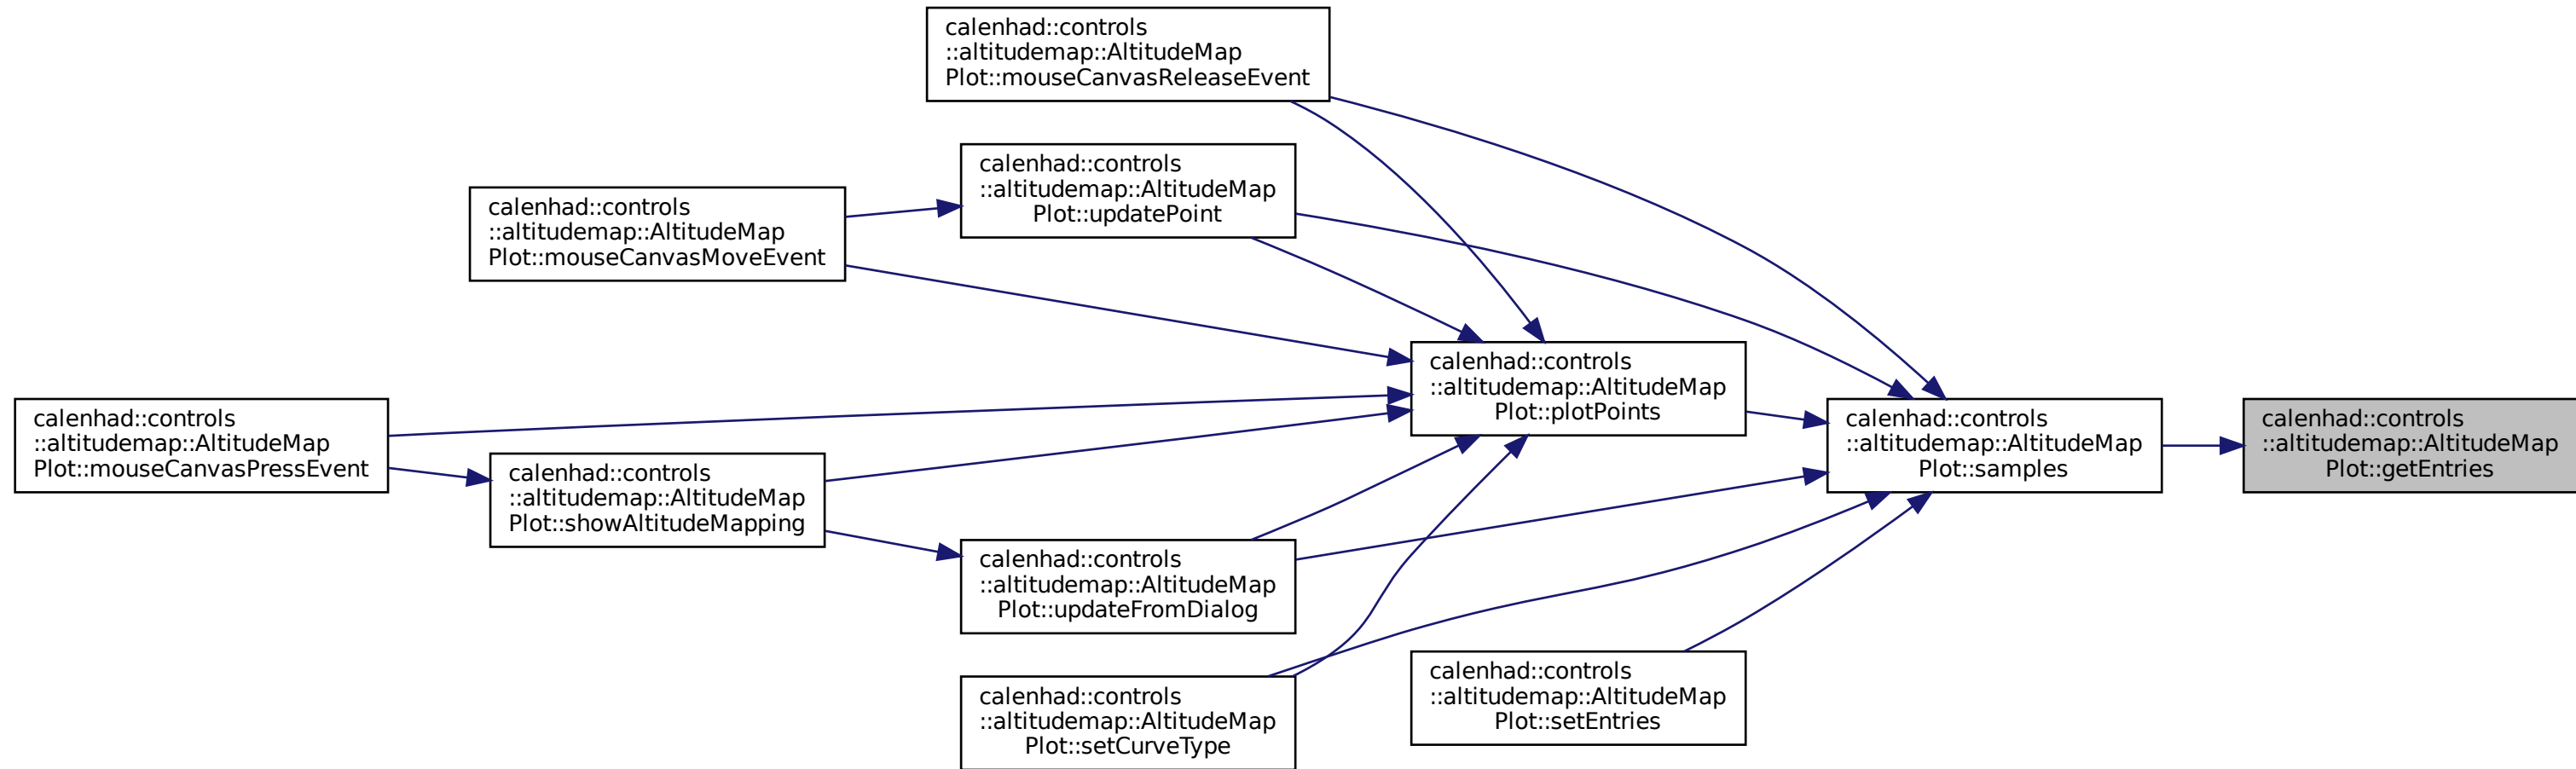 calenhad::controls
::altitudemap::AltitudeMap
Plot::mouseCanvasReleaseEvent
calenhad::controls
::altitudemap::AltitudeMap
Plot::updatePoint
calenhad::controls
::altitudemap::AltitudeMap
Plot::mouseCanvasMoveEvent
calenhad::controls
::altitudemap::AltitudeMap
Plot::plotPoints
calenhad::controls
::altitudemap::AltitudeMap
Plot::mouseCanvasPressEvent
calenhad::controls
::altitudemap::AltitudeMap
Plot::samples
calenhad::controls
::altitudemap::AltitudeMap
Plot::getEntries
calenhad::controls
::altitudemap::AltitudeMap
Plot::showAltitudeMapping
calenhad::controls
::altitudemap::AltitudeMap
Plot::updateFromDialog
calenhad::controls
::altitudemap::AltitudeMap
Plot::setEntries
calenhad::controls
::altitudemap::AltitudeMap
Plot::setCurveType